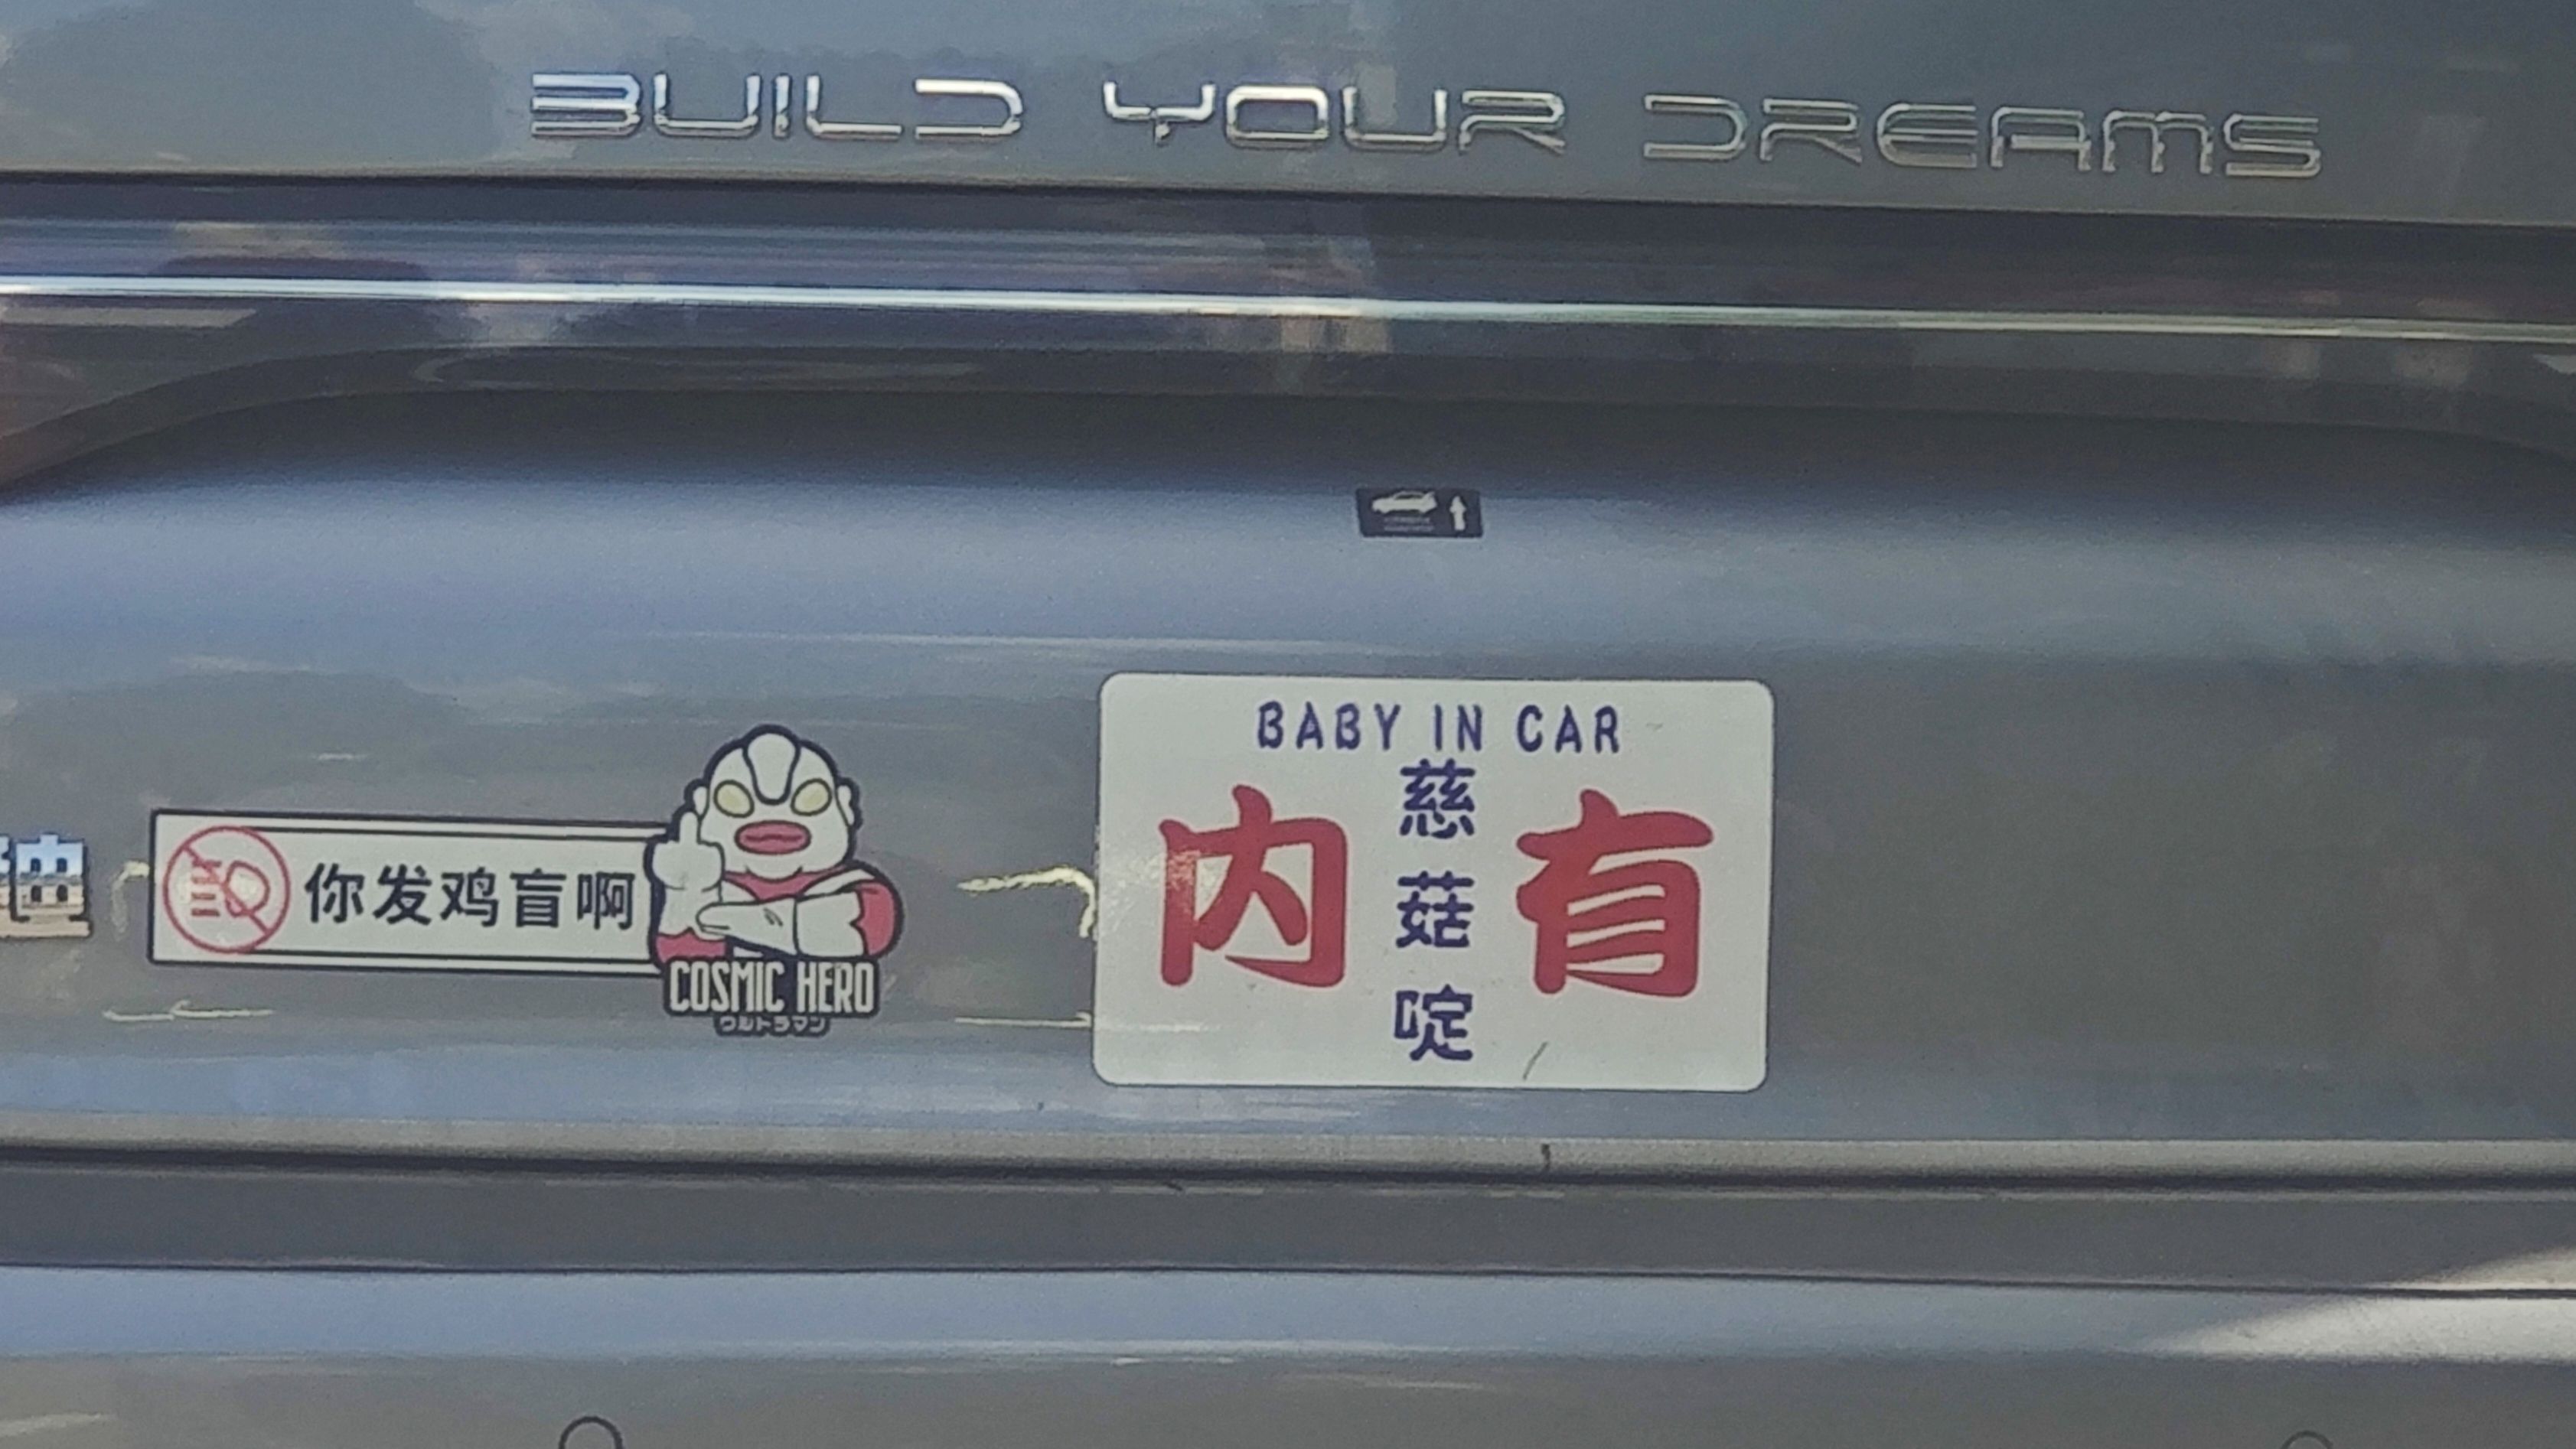 BUILD YOUR DREAMS
你发鸡盲啊
COSMIC HERO
ウルトラマン
BABY IN CAR
内 慈菇啶 有